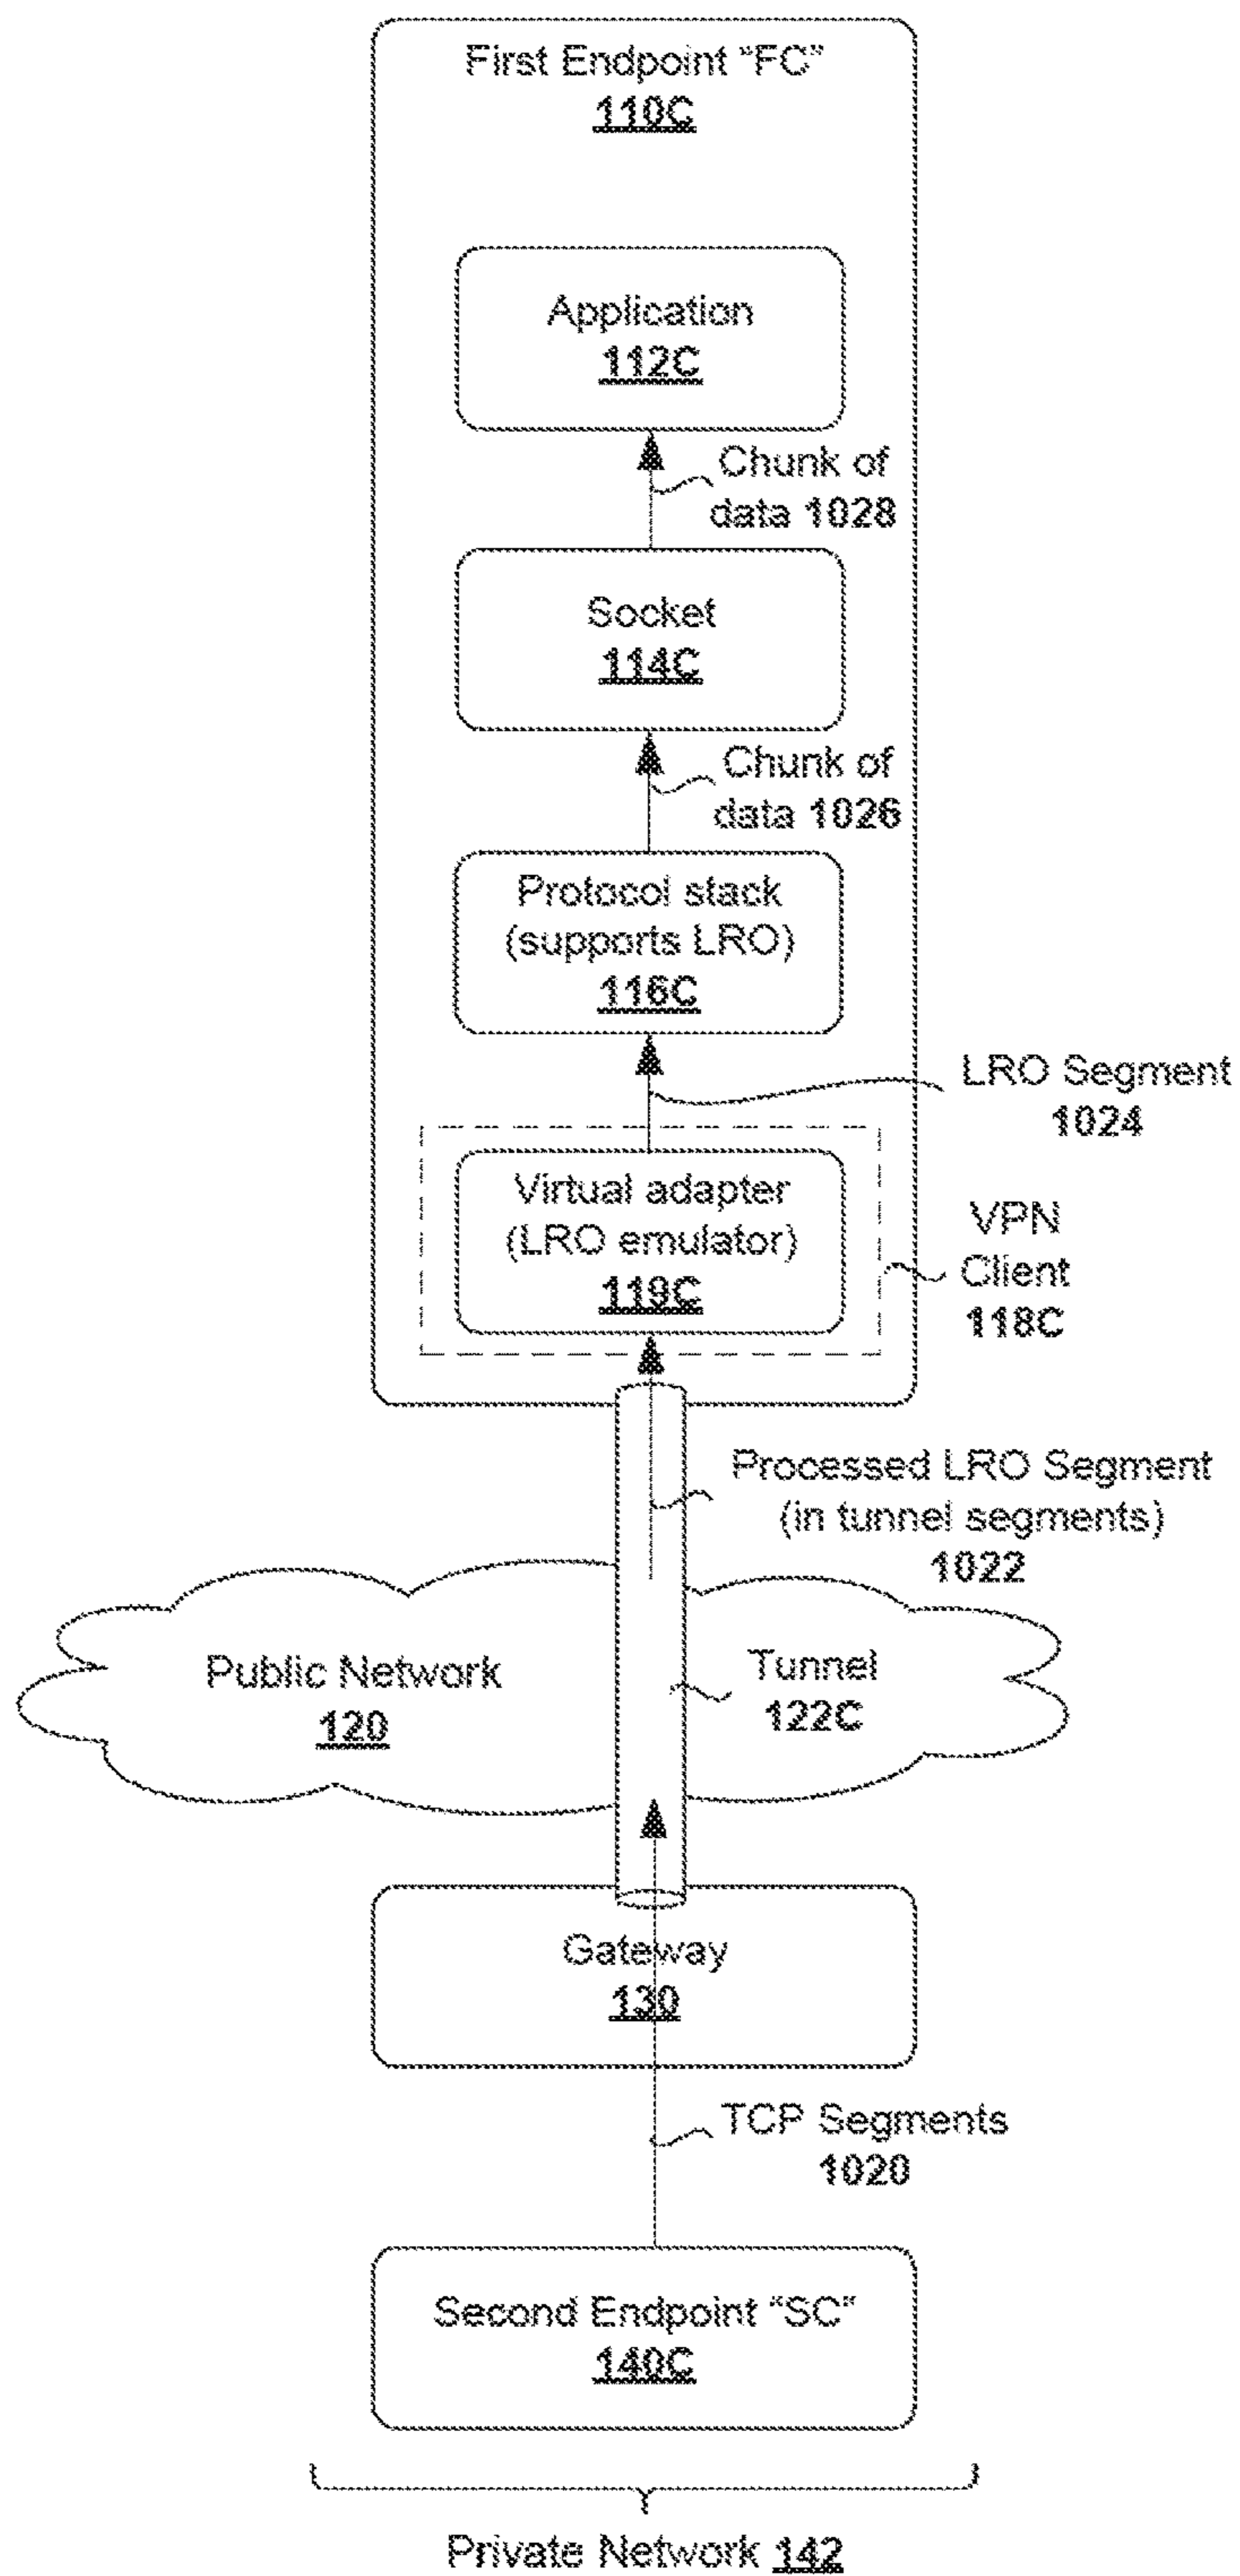 First Endpoint “FC”
110C
Application
112C
Chunk of
data 1028
Socket
114C
Chunk of
data 1026
Protocol stack
(supports LRO)
116C
LRO Segment
1024
Virtual adapter
(LRO emulator)
119C
VPN
Client
118C
Processed LRO Segment
(in tunnel segments)
1022
Public Network
120
Tunnel
122C
Gateway
130
TCP Segments
1020
Second Endpoint “SC”
140C
Private Network 142